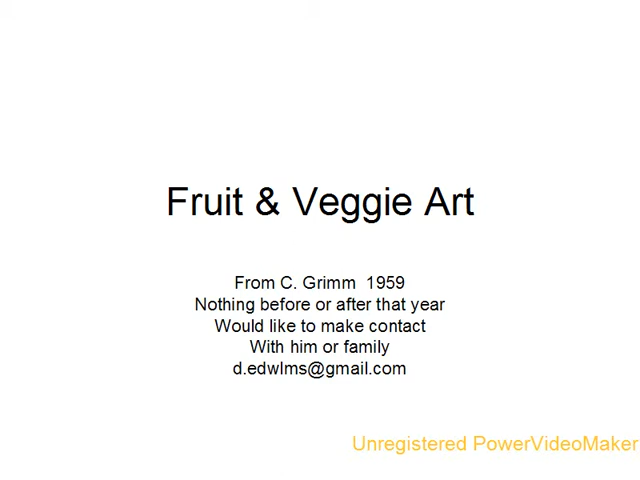 Fruit & Veggie Art
From C. Grimm  1959
Nothing before or after that year
Would like to make contact
With him or family
d.edwlms@gmail.com
Unregistered PowerVideoMaker